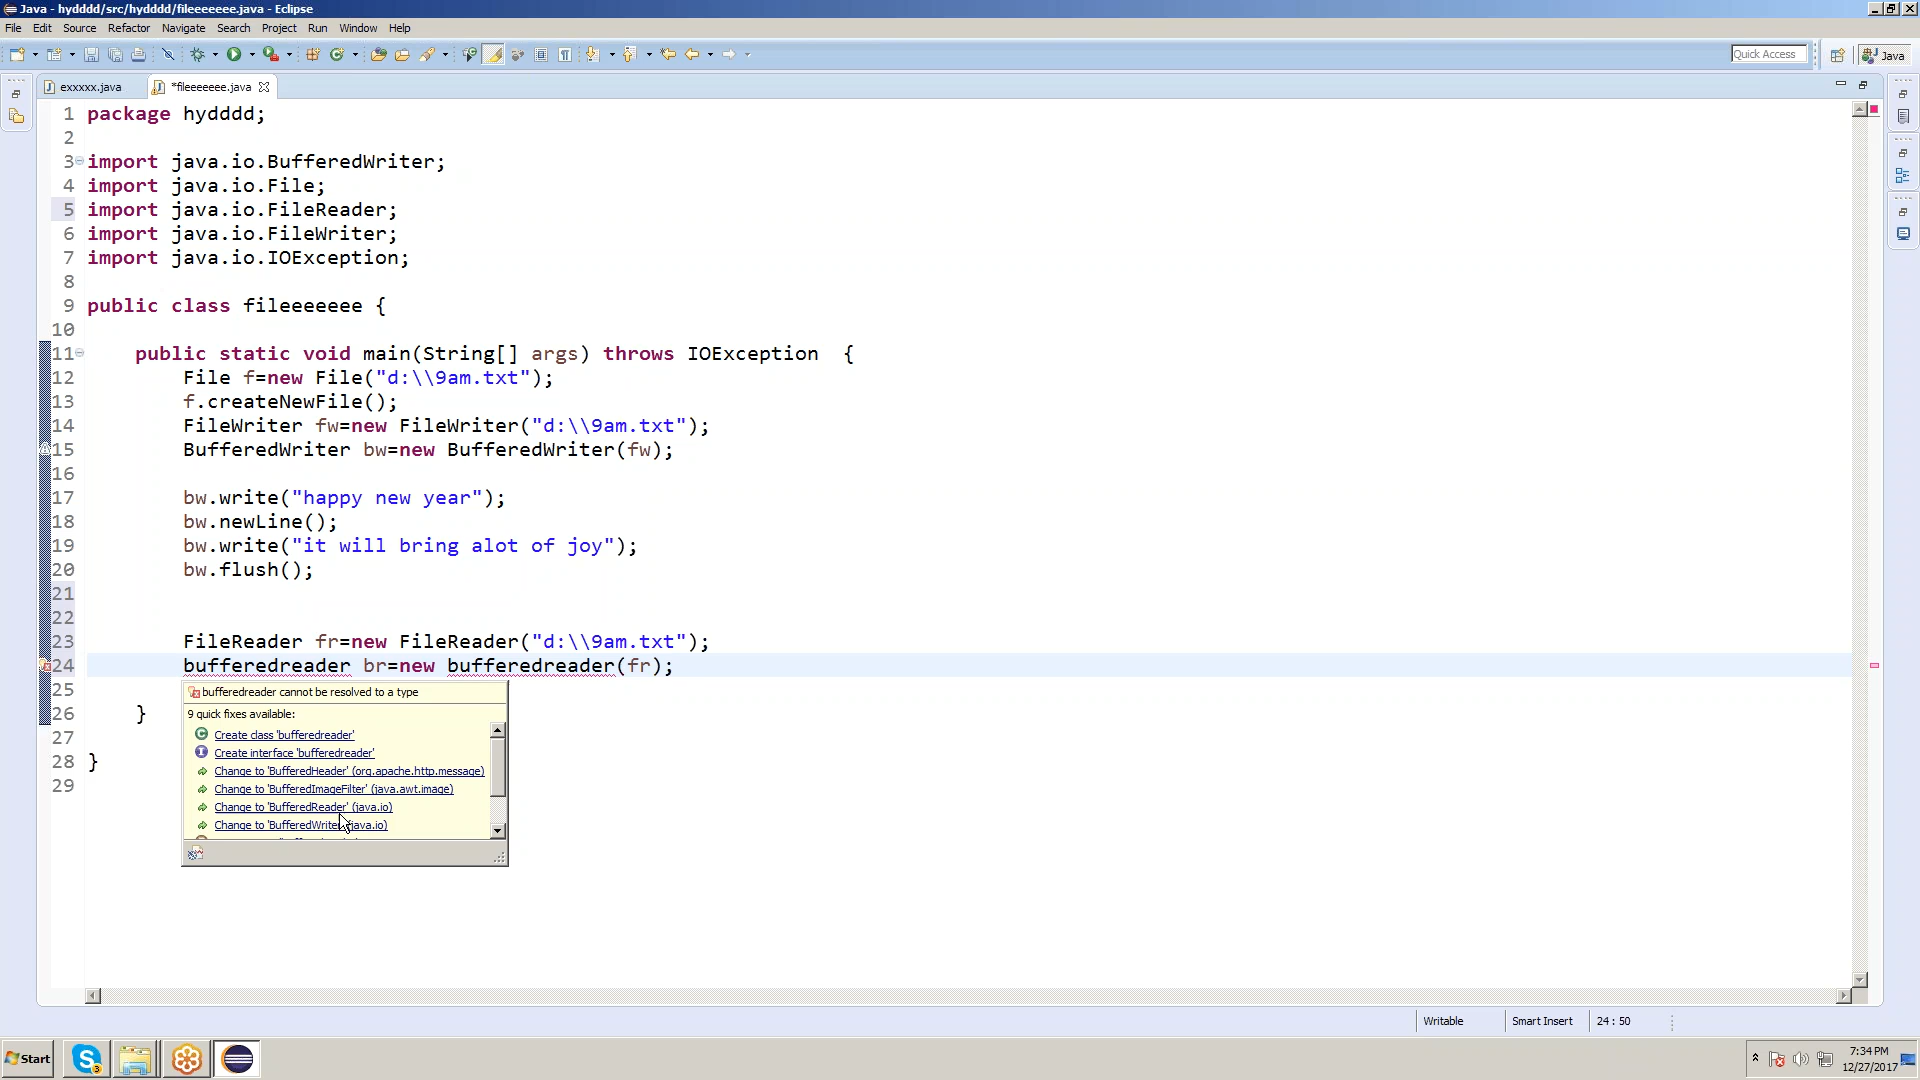 Java - hydddd/src/hydddd/fileeeeeee.java - Eclipse
File Edit Source Refactor Navigate Search Project Run Window Help
Quick Access Java
exxxxx.java *fileeeeeee.java
1 package hydddd;
2
3 import java.io.BufferedWriter;
4 import java.io.File;
5 import java.io.FileReader;
6 import java.io.FileWriter;
7 import java.io.IOException;
8
9 public class fileeeeeee {
10
11 public static void main(String[] args) throws IOException {
12 File f=new File("d:\\9am.txt");
13 f.createNewFile();
14 FileWriter fw=new FileWriter("d:\\9am.txt");
15 BufferedWriter bw=new BufferedWriter(fw);
16
17 bw.write("happy new year");
18 bw.newLine();
19 bw.write("it will bring alot of joy");
20 bw.flush();
21
22
23 FileReader fr=new FileReader("d:\\9am.txt");
24 bufferedreader br=new bufferedreader(fr);
25
26 }
27
28 }
29
bufferedreader cannot be resolved to a type
9 quick fixes available:
Create class 'bufferedreader'
Create interface 'bufferedreader'
Change to 'BufferedHeader' (org.apache.http.message)
Change to 'BufferedImageFilter' (java.awt.image)
Change to 'BufferedReader' (java.io)
Change to 'BufferedWriter' (java.io)
Writable Smart Insert 24 : 50
Start 3 7:34 PM
12/27/2017